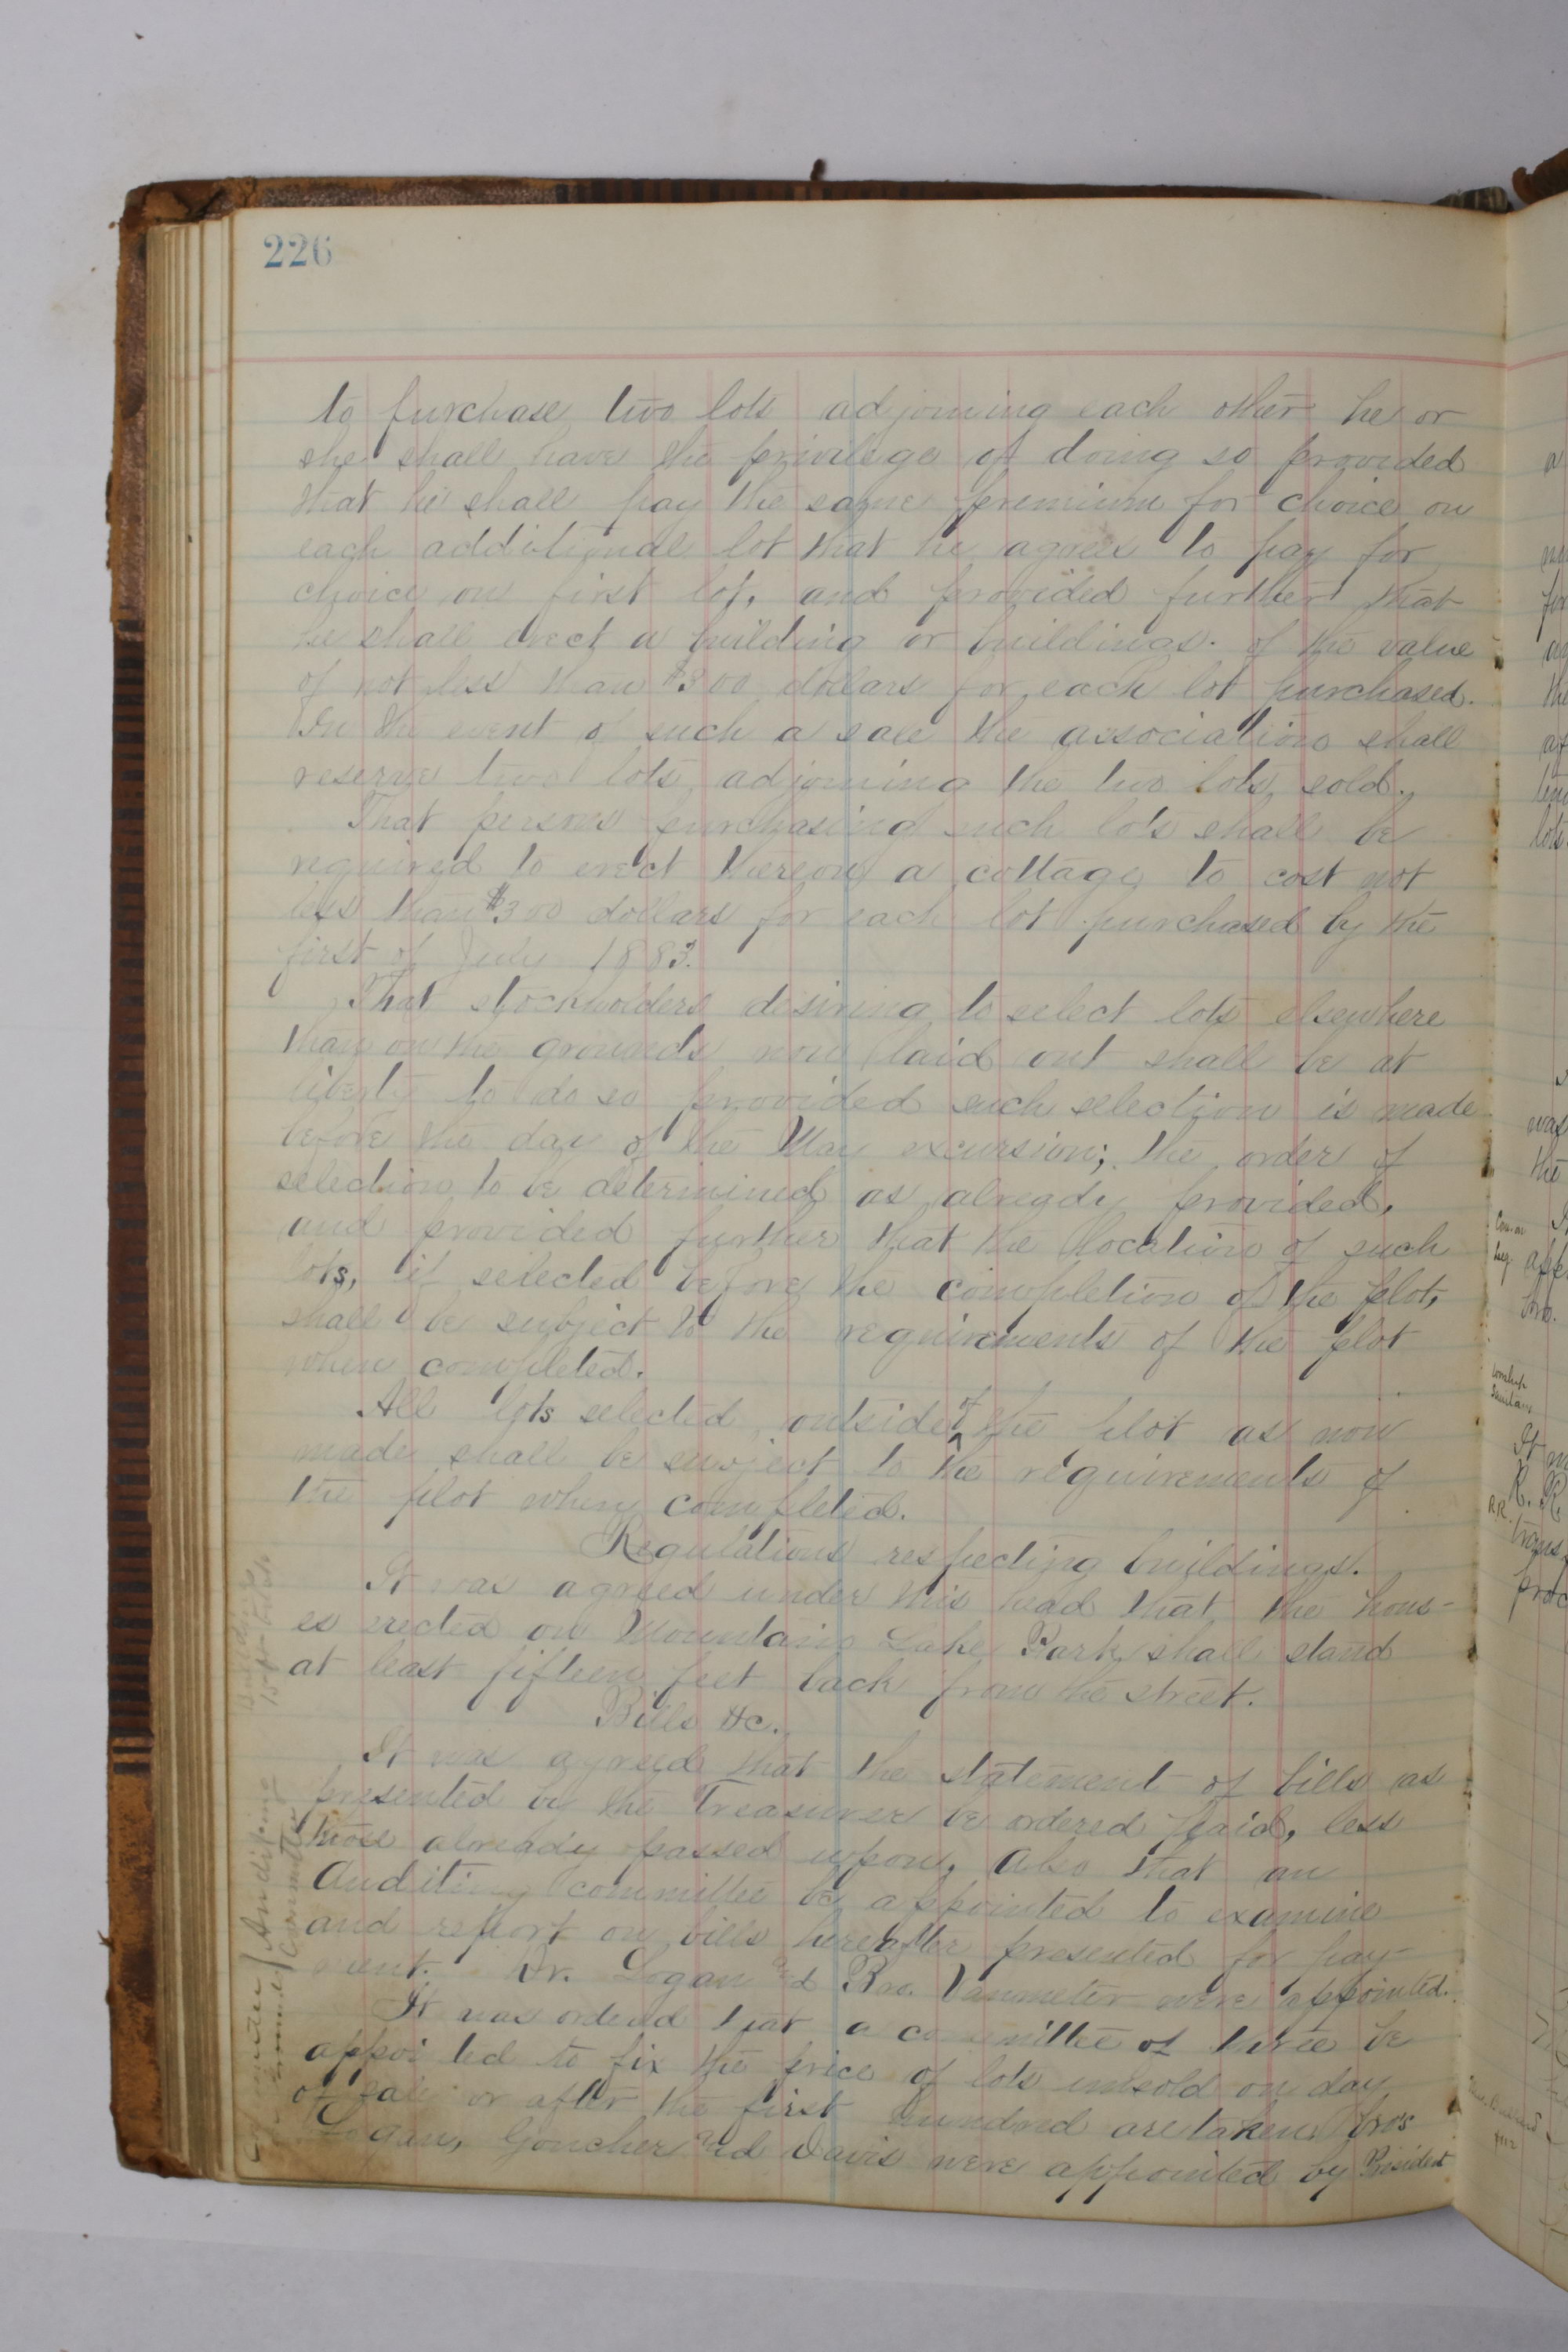 226
to purchase two lots adjoining each other he or
she shall have the privilege of doing so provided
that he shall pay the same premium for choice on
each additional lot that he agrees to pay for
choice on first lot, and provided further that
he shall erect a building or buildings of the value
of not less than $300 dollars for each lot purchased.
In the event of such a sale the association shall
reserve two lots adjoining the two lots sold.
That persons purchasing such lots shall be
required to erect thereon a cottage to cost not
less than $300 dollars for each lot purchased by the
first of July 1883.
That stockholders desiring to select lots elsewhere
than on the grounds now laid out shall be at
liberty to do so provided such selection is made
before the day of the May excursion; the order of
selection to be determined as already provided,
and provided further that the location of such
lots, if selected before the completion of the plot,
shall be subject to the requirements of the plot
when completed.
All lots selected outside of the plot as now
made shall be subject to the requirements of
the plot when completed.
Regulations respecting buildings.
It was agreed under this head that the hous-
es erected on Mountain Lake Park shall stand
at least fifteen feet back from the street.
Bills &c.
It was agreed that the statement of bills as
presented by the Treasurer be ordered paid, less
those already passed upon, Also that an
Auditing committee be appointed to examine
and report on bills hereafter presented for pay-
ment. Dr. Logan and Bro. Vanmeter were appointed.
It was ordered that a committee of three be
appointed to fix the price of lots unsold on day
of sale or after the first hundred are taken, bro's
Logan, Goucher and Davis were appointed by President
Auditing
Committee